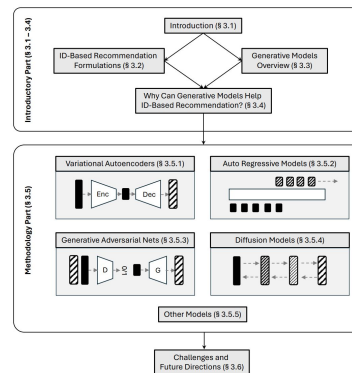 Introductory Part (§ 3.1 – 3.4)
Introduction (§ 3.1)
ID-Based Recommendation
Formulations (§ 3.2)
Generative Models
Overview (§ 3.3)
Why Can Generative Models Help
ID-Based Recommendation? (§ 3.4)
Methodology Part (§ 3.5)
Variational Autoencoders (§ 3.5.1)
Enc
Dec
Auto Regressive Models (§ 3.5.2)
Generative Adversarial Nets (§ 3.5.3)
D
0/1
G
Diffusion Models (§ 3.5.4)
Other Models (§ 3.5.5)
Challenges and
Future Directions (§ 3.6)